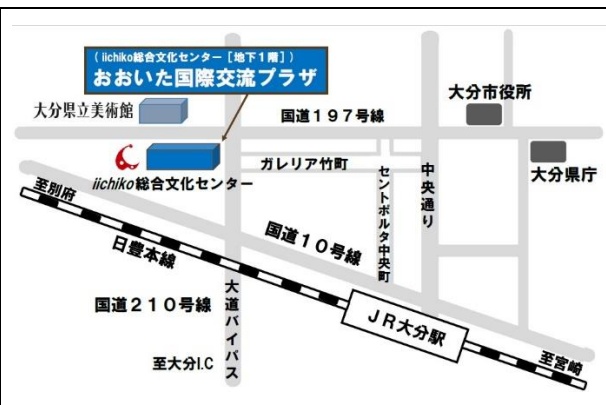 (iichiko総合文化センター[地下1階])
おおいた国際交流プラザ
大分県立美術館
国道197号線
大分市役所
大分県庁
ガレリア竹町
iichiko総合文化センター
セントポルタ中央町
中央通り
至別府
日豊本線
国道10号線
国道210号線
大道バイパス
JR大分駅
至大分I.C
至宮崎